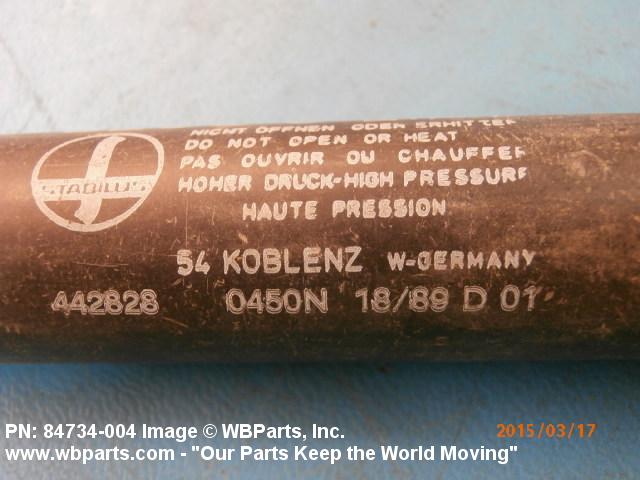 NICHT OFFNEN ODER ERHITZEN
DO NOT OPEN OR HEAT
PAS OUVRIR OU CHAUFFER
HOHER DRUCK-HIGH PRESSURE
HAUTE PRESSION
STABILUS
54 KOBLENZ W-GERMANY
442828 0450N 18/89 D 01
PN: 84734-004 Image © WBParts, Inc.
2015/03/17
www.wbparts.com - "Our Parts Keep the World Moving"